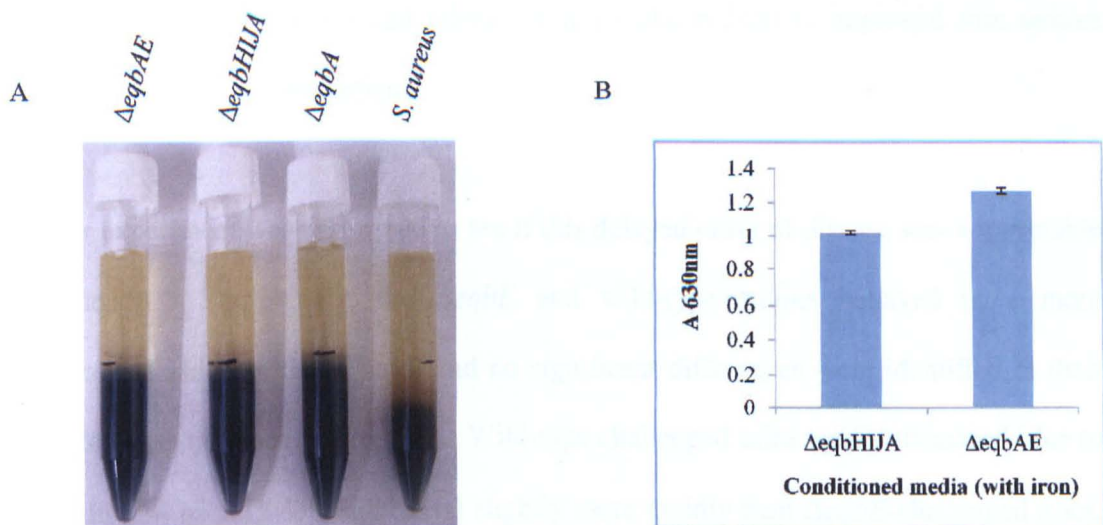 A
ΔeqbAE
ΔeqbHIJA
ΔeqbA
S. aureus
B
A 630nm
1.4
1.2
1
0.8
0.6
0.4
0.2
0
ΔeqbHIJA
ΔeqbAE
Conditioned media (with iron)